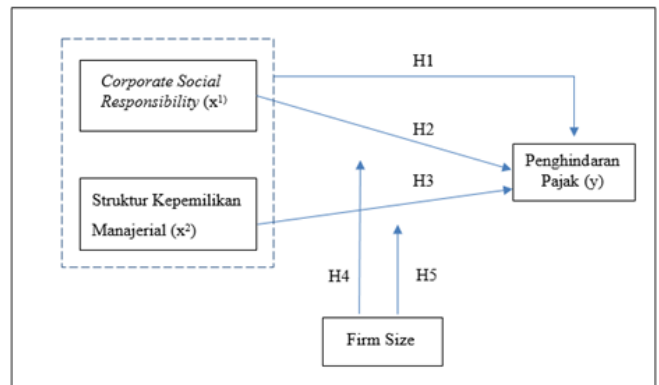 H1
Corporate Social
Responsibility (x¹⁾)
H2
Penghindaran
Pajak (y)
H3
Struktur Kepemilikan
Manajerial (x²)
H4
H5
Firm Size